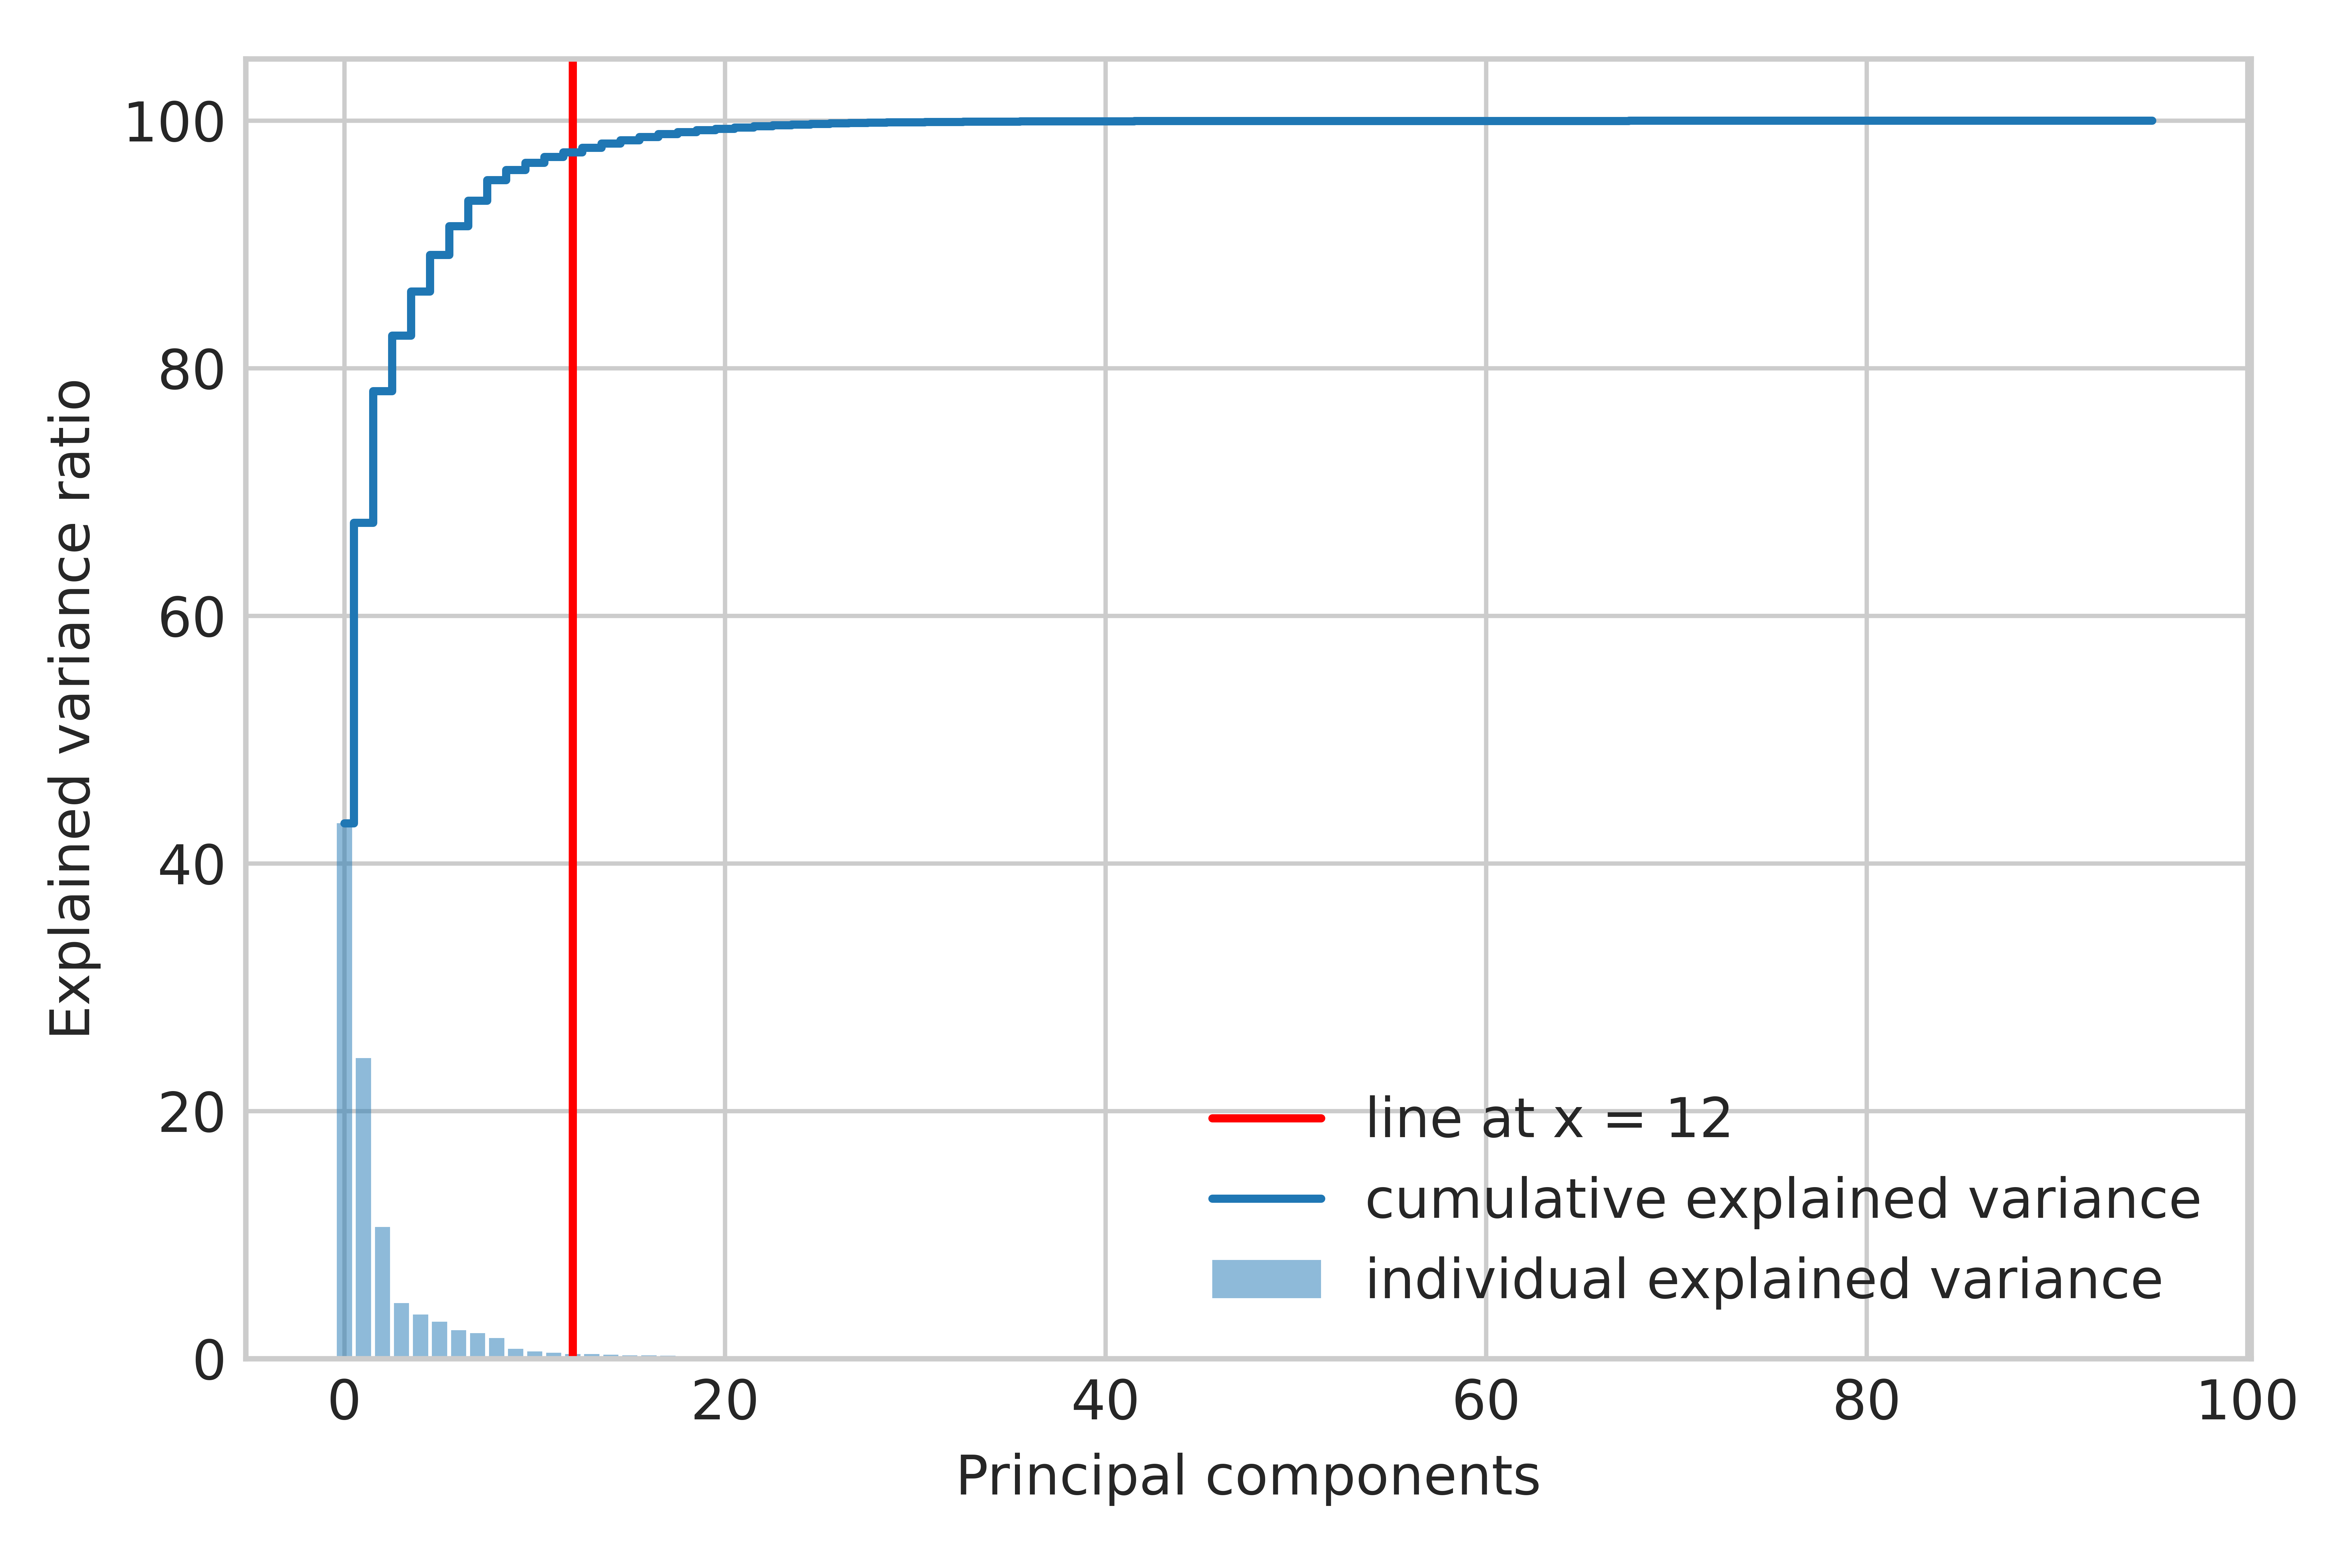 Explained variance ratio
100
80
60
40
20
0
line at x = 12
cumulative explained variance
individual explained variance
0 20 40 60 80 100
Principal components